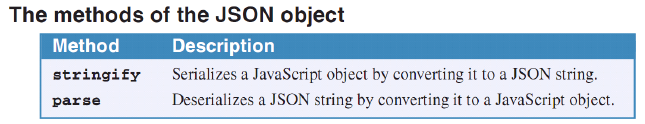 The methods of the JSON object
Method Description
stringify Serializes a JavaScript object by converting it to a JSON string.
parse Deserializes a JSON string by converting it to a JavaScript object.